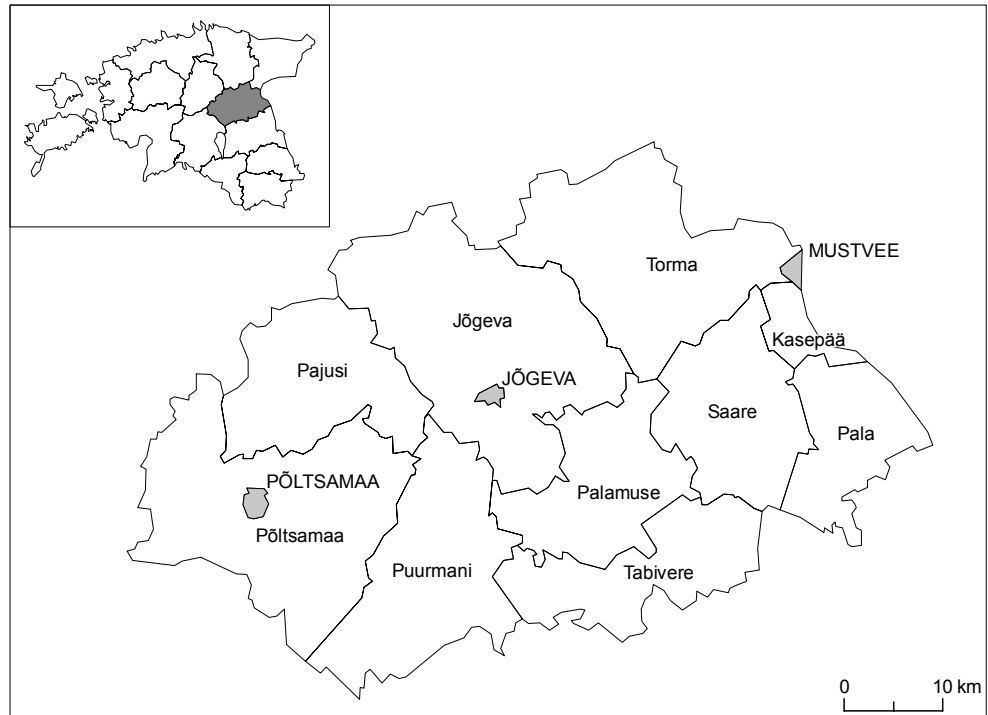 MUSTVEE
Torma
Jõgeva
Kasepää
Pajusi
JÕGEVA
Saare
Pala
PÕLTSAMAA
Palamuse
Põltsamaa
Puurmani
Tabivere
0 10 km